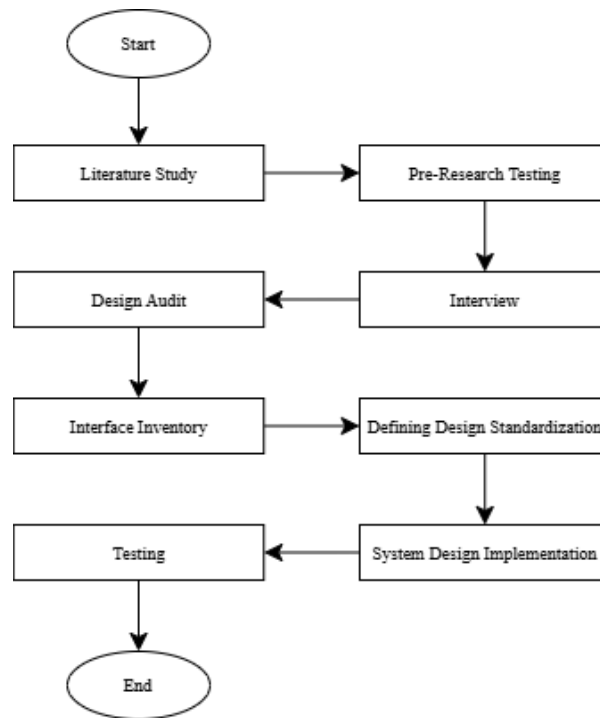 Start
Literature Study
Pre-Research Testing
Interview
Design Audit
Interface Inventory
Defining Design Standardization
System Design Implementation
Testing
End